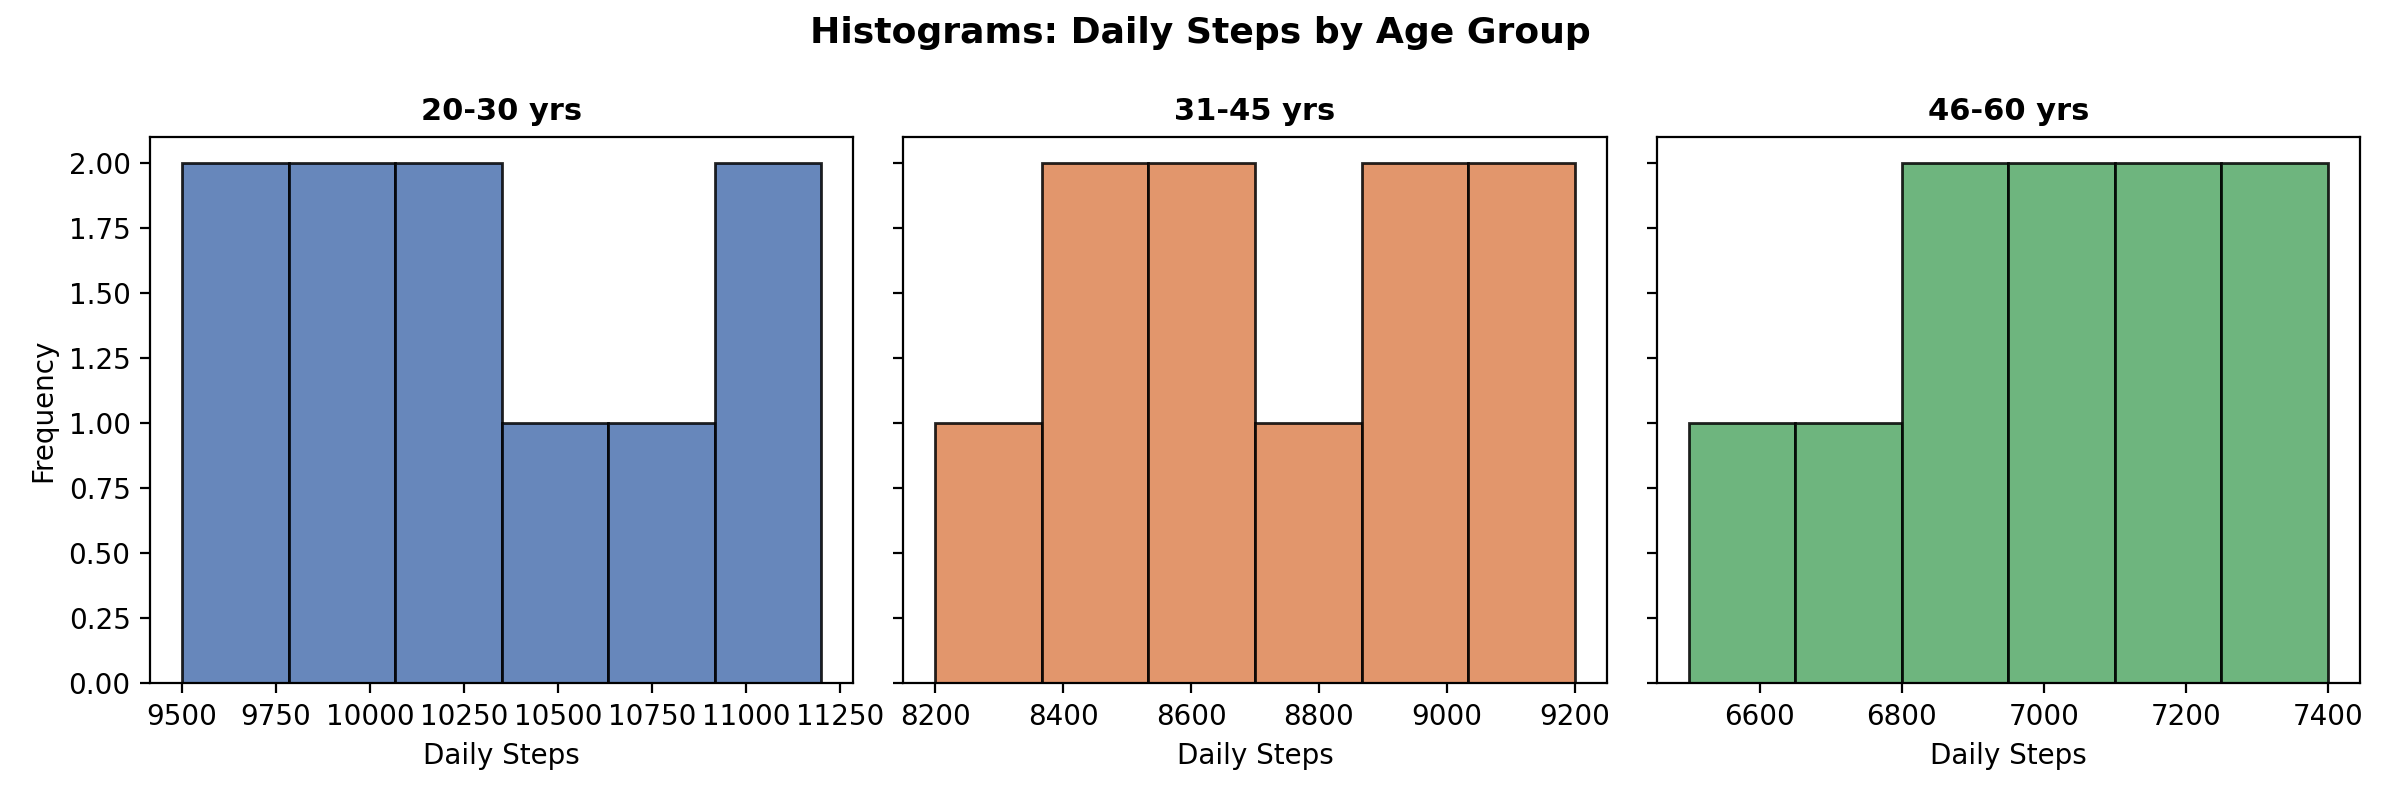 Histograms: Daily Steps by Age Group
20-30 yrs
31-45 yrs
46-60 yrs
Frequency
2.00
1.75
1.50
1.25
1.00
0.75
0.50
0.25
0.00
9500 9750 10000 10250 10500 10750 11000 11250
8200 8400 8600 8800 9000 9200
6600 6800 7000 7200 7400
Daily Steps
Daily Steps
Daily Steps